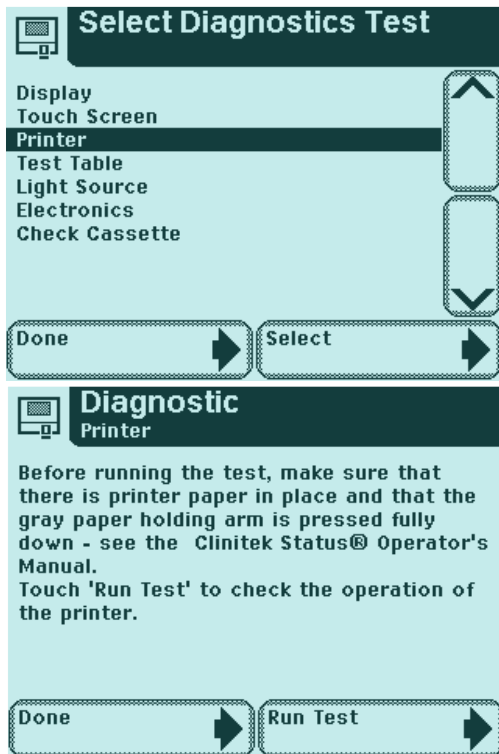 Select Diagnostics Test
Display
Touch Screen
Printer
Test Table
Light Source
Electronics
Check Cassette
Done
Select
Diagnostic
Printer
Before running the test, make sure that
there is printer paper in place and that the
gray paper holding arm is pressed fully
down - see the Clinitek Status® Operator's
Manual.
Touch 'Run Test' to check the operation of
the printer.
Done
Run Test